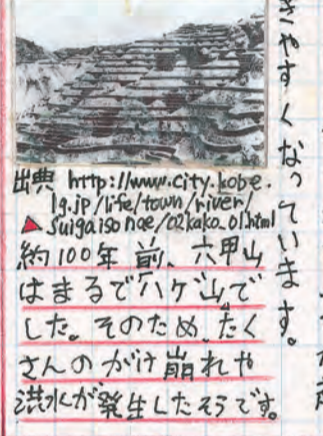 きやすくなっています。
出典 http://www.city.kobe.
lg.jp/life/town/river/
suigaisonae/02kako_01.html
約100年前、六甲山
はまるで「ハゲ山」で
した。そのため、たく
さんのがけ崩れや
洪水が発生したそうです。